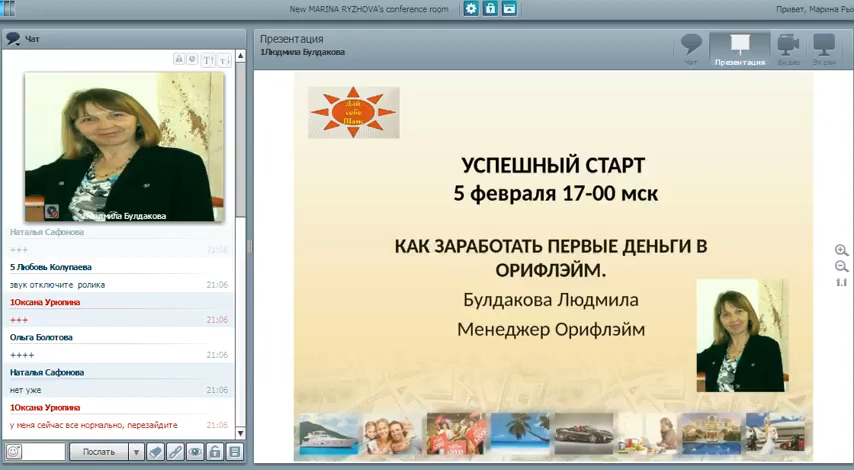 New MARINA RYZHOVA's conference room
Привет, Марина Рыж
Чат
Людмила Булдакова
Наталья Сафонова
+++ 21:06
5 Любовь Колупаева
звук отключите ролика 21:06
1Оксана Урюпина
+++ 21:06
Ольга Болотова
++++ 21:06
Наталья Сафонова
нет уже 21:06
1Оксана Урюпина
у меня сейчас все нормально, перезайдите 21:06
Послать
Презентация
1Людмила Булдакова
Чат
Презентация
Видео
Экран
Дай
себе
Шанс
УСПЕШНЫЙ СТАРТ
5 февраля 17-00 мск
КАК ЗАРАБОТАТЬ ПЕРВЫЕ ДЕНЬГИ В
ОРИФЛЭЙМ.
Булдакова Людмила
Менеджер Орифлэйм
1:1